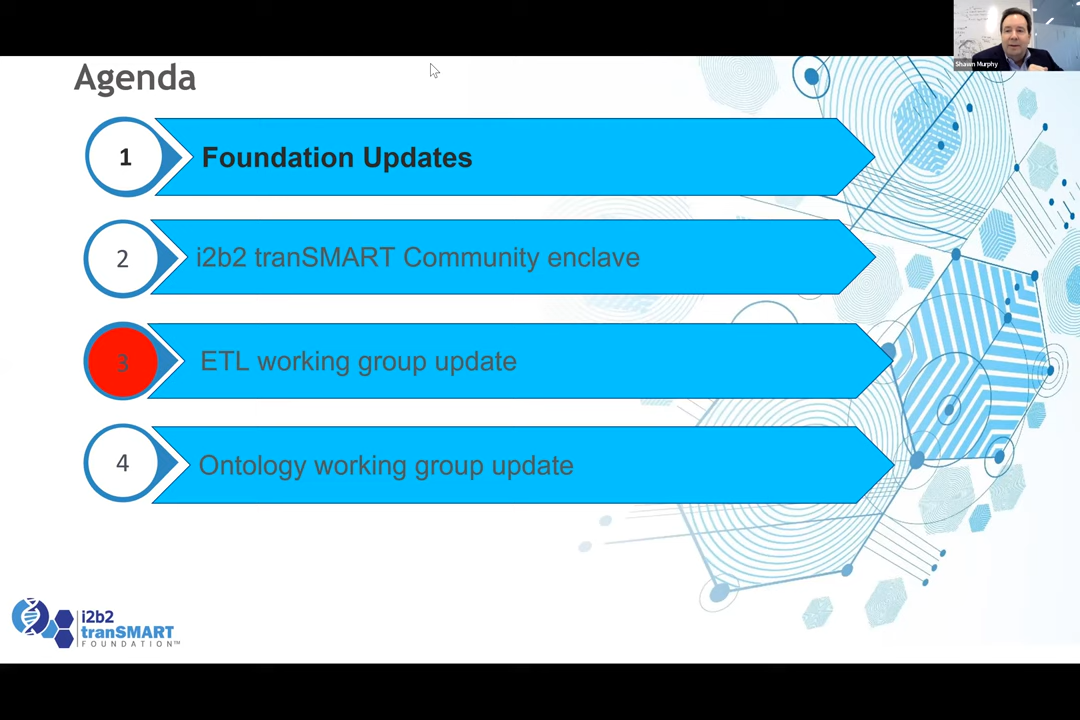 Shawn Murphy
Agenda
1
Foundation Updates
2
i2b2 tranSMART Community enclave
3
ETL working group update
4
Ontology working group update
i2b2
tranSMART
FOUNDATION™